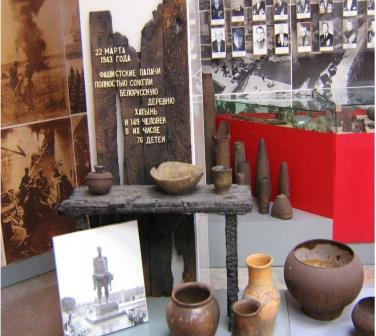 22 МАРТА
1943 ГОДА
ФАШИСТСКИЕ ПАЛАЧИ
ПОЛНОСТЬЮ СОЖГЛИ
БЕЛОРУССКУЮ
ДЕРЕВНЮ
ХАТЫНЬ
И 149 ЧЕЛОВЕК
В ИХ ЧИСЛЕ
76 ДЕТЕЙ